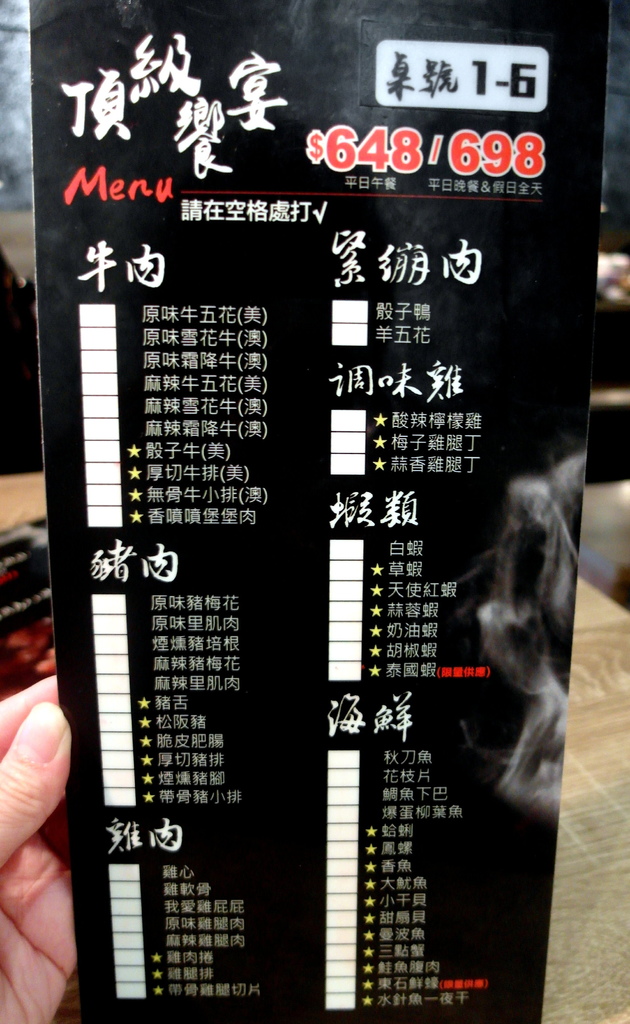 頂級饗宴
桌號 1-6
$648 / 698
平日午餐 平日晚餐&假日全天
Menu
請在空格處打√
牛肉
原味牛五花(美)
原味雪花牛(澳)
原味霜降牛(澳)
麻辣牛五花(美)
麻辣雪花牛(澳)
麻辣霜降牛(澳)
★骰子牛(美)
★厚切牛排(美)
★無骨牛小排(澳)
★香噴噴堡堡肉
豬肉
原味豬梅花
原味里肌肉
煙燻豬培根
麻辣豬梅花
麻辣里肌肉
★豬舌
★松阪豬
★脆皮肥腸
★厚切豬排
★煙燻豬腳
★帶骨豬小排
雞肉
雞心
雞軟骨
我愛雞屁屁
原味雞腿肉
麻辣雞腿肉
★雞肉捲
★雞腿排
★帶骨雞腿切片
緊繃肉
骰子鴨
羊五花
调味雞
★酸辣檸檬雞
★梅子雞腿丁
★蒜香雞腿丁
蝦類
白蝦
★草蝦
★天使紅蝦
★蒜蓉蝦
★奶油蝦
★胡椒蝦
★泰國蝦(限量供應)
海鮮
秋刀魚
花枝片
鯛魚下巴
爆蛋柳葉魚
★蛤蜊
★鳳螺
★香魚
★大魷魚
★小干貝
★甜扇貝
★曼波魚
★三點蟹
★鮭魚腹肉
★東石鮮蠔(限量供應)
★水針魚一夜干